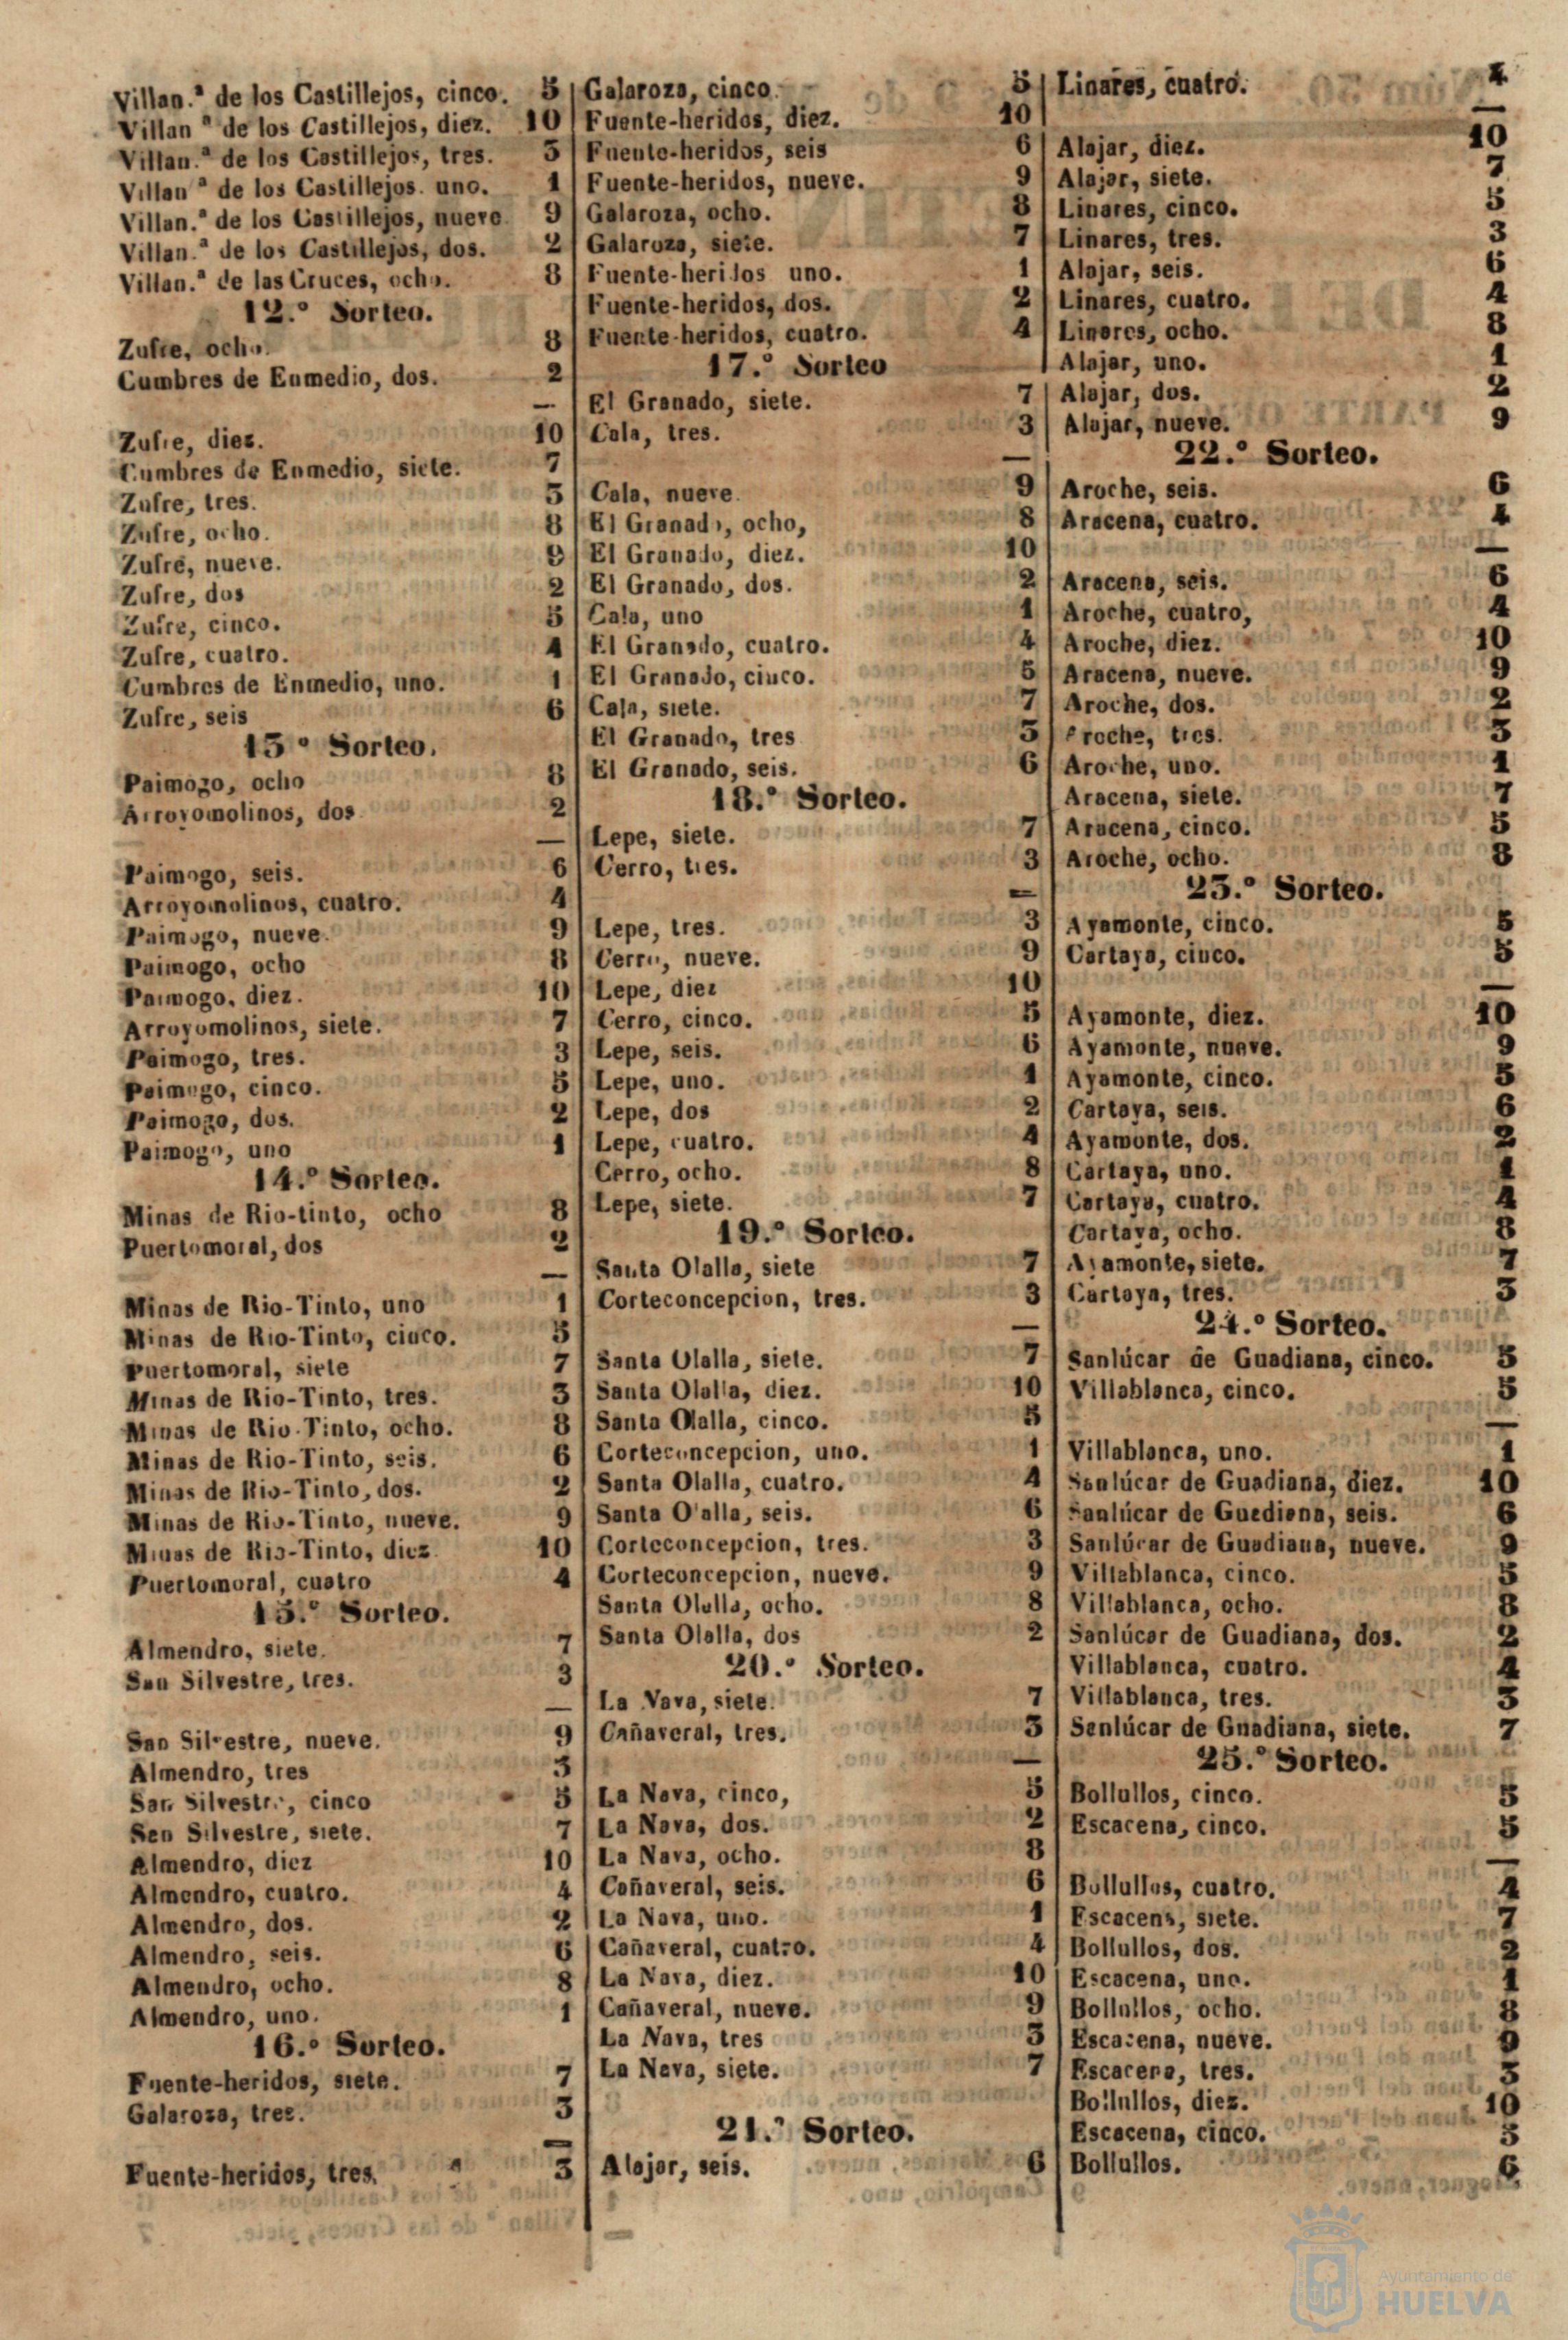 Villan.ª de los Castillejos, cinco. 5
Villan ª de los Castillejos, diez. 10
Villan.ª de los Castillejos, tres. 3
Villan ª de los Castillejos. uno. 1
Villan.ª de los Castillejos, nueve 9
Villan.ª de los Castillejos, dos. 2
Villan.ª de las Cruces, ocho. 8
12.º Sorteo.
Zufre, ocho. 8
Cumbres de Enmedio, dos. 2
—
Zufre, diez. 10
Cumbres de Enmedio, siete. 7
Zufre, tres. 3
Zufre, ocho. 8
Zufre, nueve. 9
Zufre, dos 2
Zufre, cinco. 5
Zufre, cuatro. 4
Cumbres de Enmedio, uno. 1
Zufre, seis 6
13 º Sorteo.
Paimogo, ocho 8
Arroyomolinos, dos 2
—
Paimogo, seis. 6
Arroyomolinos, cuatro. 4
Paimogo, nueve. 9
Paimogo, ocho 8
Paimogo, diez. 10
Arroyomolinos, siete. 7
Paimogo, tres. 3
Paimogo, cinco. 5
Paimogo, dos. 2
Paimogo, uno 1
14.º Sorteo.
Minas de Rio-tinto, ocho 8
Puertomoral, dos 2
—
Minas de Rio-Tinto, uno 1
Minas de Rio-Tinto, cinco. 5
Puertomoral, siete 7
Minas de Rio-Tinto, tres. 3
Minas de Rio-Tinto, ocho. 8
Minas de Rio-Tinto, seis. 6
Minas de Rio-Tinto, dos. 2
Minas de Rio-Tinto, nueve. 9
Minas de Rio-Tinto, diez 10
Puertomoral, cuatro 4
15.º Sorteo.
Almendro, siete. 7
San Silvestre, tres. 3
—
San Silvestre, nueve. 9
Almendro, tres 3
San Silvestre, cinco 5
San Silvestre, siete. 7
Almendro, diez 10
Almendro, cuatro. 4
Almendro, dos. 2
Almendro, seis. 6
Almendro, ocho. 8
Almendro, uno. 1
16.º Sorteo.
Fuente-heridos, siete. 7
Galaroza, tres. 3
—
Fuente-heridos, tres. 3
Galaroza, cinco. 5
Fuente-heridos, diez. 10
Fuente-heridos, seis 6
Fuente-heridos, nueve. 9
Galaroza, ocho. 8
Galaroza, siete. 7
Fuente-heridos uno. 1
Fuente-heridos, dos. 2
Fuente-heridos, cuatro. 4
17.º Sorteo
El Granado, siete. 7
Cala, tres. 3
—
Cala, nueve. 9
El Granado, ocho, 8
El Granado, diez. 10
El Granado, dos. 2
Cala, uno 1
El Granado, cuatro. 4
El Granado, cinco. 5
Cala, siete. 7
El Granado, tres 3
El Granado, seis. 6
18.º Sorteo.
Lepe, siete. 7
Cerro, tres. 3
—
Lepe, tres. 3
Cerro, nueve. 9
Lepe, diez 10
Cerro, cinco. 5
Lepe, seis. 6
Lepe, uno. 1
Lepe, dos 2
Lepe, cuatro. 4
Cerro, ocho. 8
Lepe, siete. 7
19.º Sorteo.
Santa Olalla, siete 7
Corteconcepcion, tres. 3
—
Santa Olalla, siete. 7
Santa Olalla, diez. 10
Santa Olalla, cinco. 5
Corteconcepcion, uno. 1
Santa Olalla, cuatro. 4
Santa Olalla, seis. 6
Corteconcepcion, tres. 3
Corteconcepcion, nueve. 9
Santa Olalla, ocho. 8
Santa Olalla, dos 2
20.º Sorteo.
La Nava, siete. 7
Cañaveral, tres. 3
—
La Nava, cinco, 5
La Nava, dos. 2
La Nava, ocho. 8
Cañaveral, seis. 6
La Nava, uno. 1
Cañaveral, cuatro. 4
La Nava, diez. 10
Cañaveral, nueve. 9
La Nava, tres 3
La Nava, siete. 7
21.º Sorteo.
Alajar, seis. 6
Linares, cuatro. 4
—
Alajar, diez. 10
Alajar, siete. 7
Linares, cinco. 5
Linares, tres. 3
Alajar, seis. 6
Linares, cuatro. 4
Linares, ocho. 8
Alajar, uno. 1
Alajar, dos. 2
Alajar, nueve. 9
22.º Sorteo.
Aroche, seis. 6
Aracena, cuatro. 4
—
Aracena, seis. 6
Aroche, cuatro, 4
Aroche, diez. 10
Aracena, nueve. 9
Aroche, dos. 2
Aroche, tres. 3
Aroche, uno. 1
Aracena, siete. 7
Aracena, cinco. 5
Aroche, ocho. 8
23.º Sorteo.
Ayamonte, cinco. 5
Cartaya, cinco. 5
—
Ayamonte, diez. 10
Ayamonte, nueve. 9
Ayamonte, cinco. 5
Cartaya, seis. 6
Ayamonte, dos. 2
Cartaya, uno. 1
Cartaya, cuatro. 4
Cartaya, ocho. 8
Ayamonte, siete. 7
Cartaya, tres. 3
24.º Sorteo.
Sanlúcar de Guadiana, cinco. 5
Villablanca, cinco. 5
—
Villablanca, uno. 1
Sanlúcar de Guadiana, diez. 10
Sanlúcar de Guadiana, seis. 6
Sanlúcar de Guadiana, nueve. 9
Villablanca, cinco. 5
Villablanca, ocho. 8
Sanlúcar de Guadiana, dos. 2
Villablanca, cuatro. 4
Villablanca, tres. 3
Sanlúcar de Guadiana, siete. 7
25.º Sorteo.
Bollullos, cinco. 5
Escacena, cinco. 5
—
Bollullos, cuatro. 4
Escacena, siete. 7
Bollullos, dos. 2
Escacena, uno. 1
Bollullos, ocho. 8
Escacena, nueve. 9
Escacena, tres. 3
Bollullos, diez. 10
Escacena, cinco. 5
Bollullos. 6
Ayuntamiento de
HUELVA